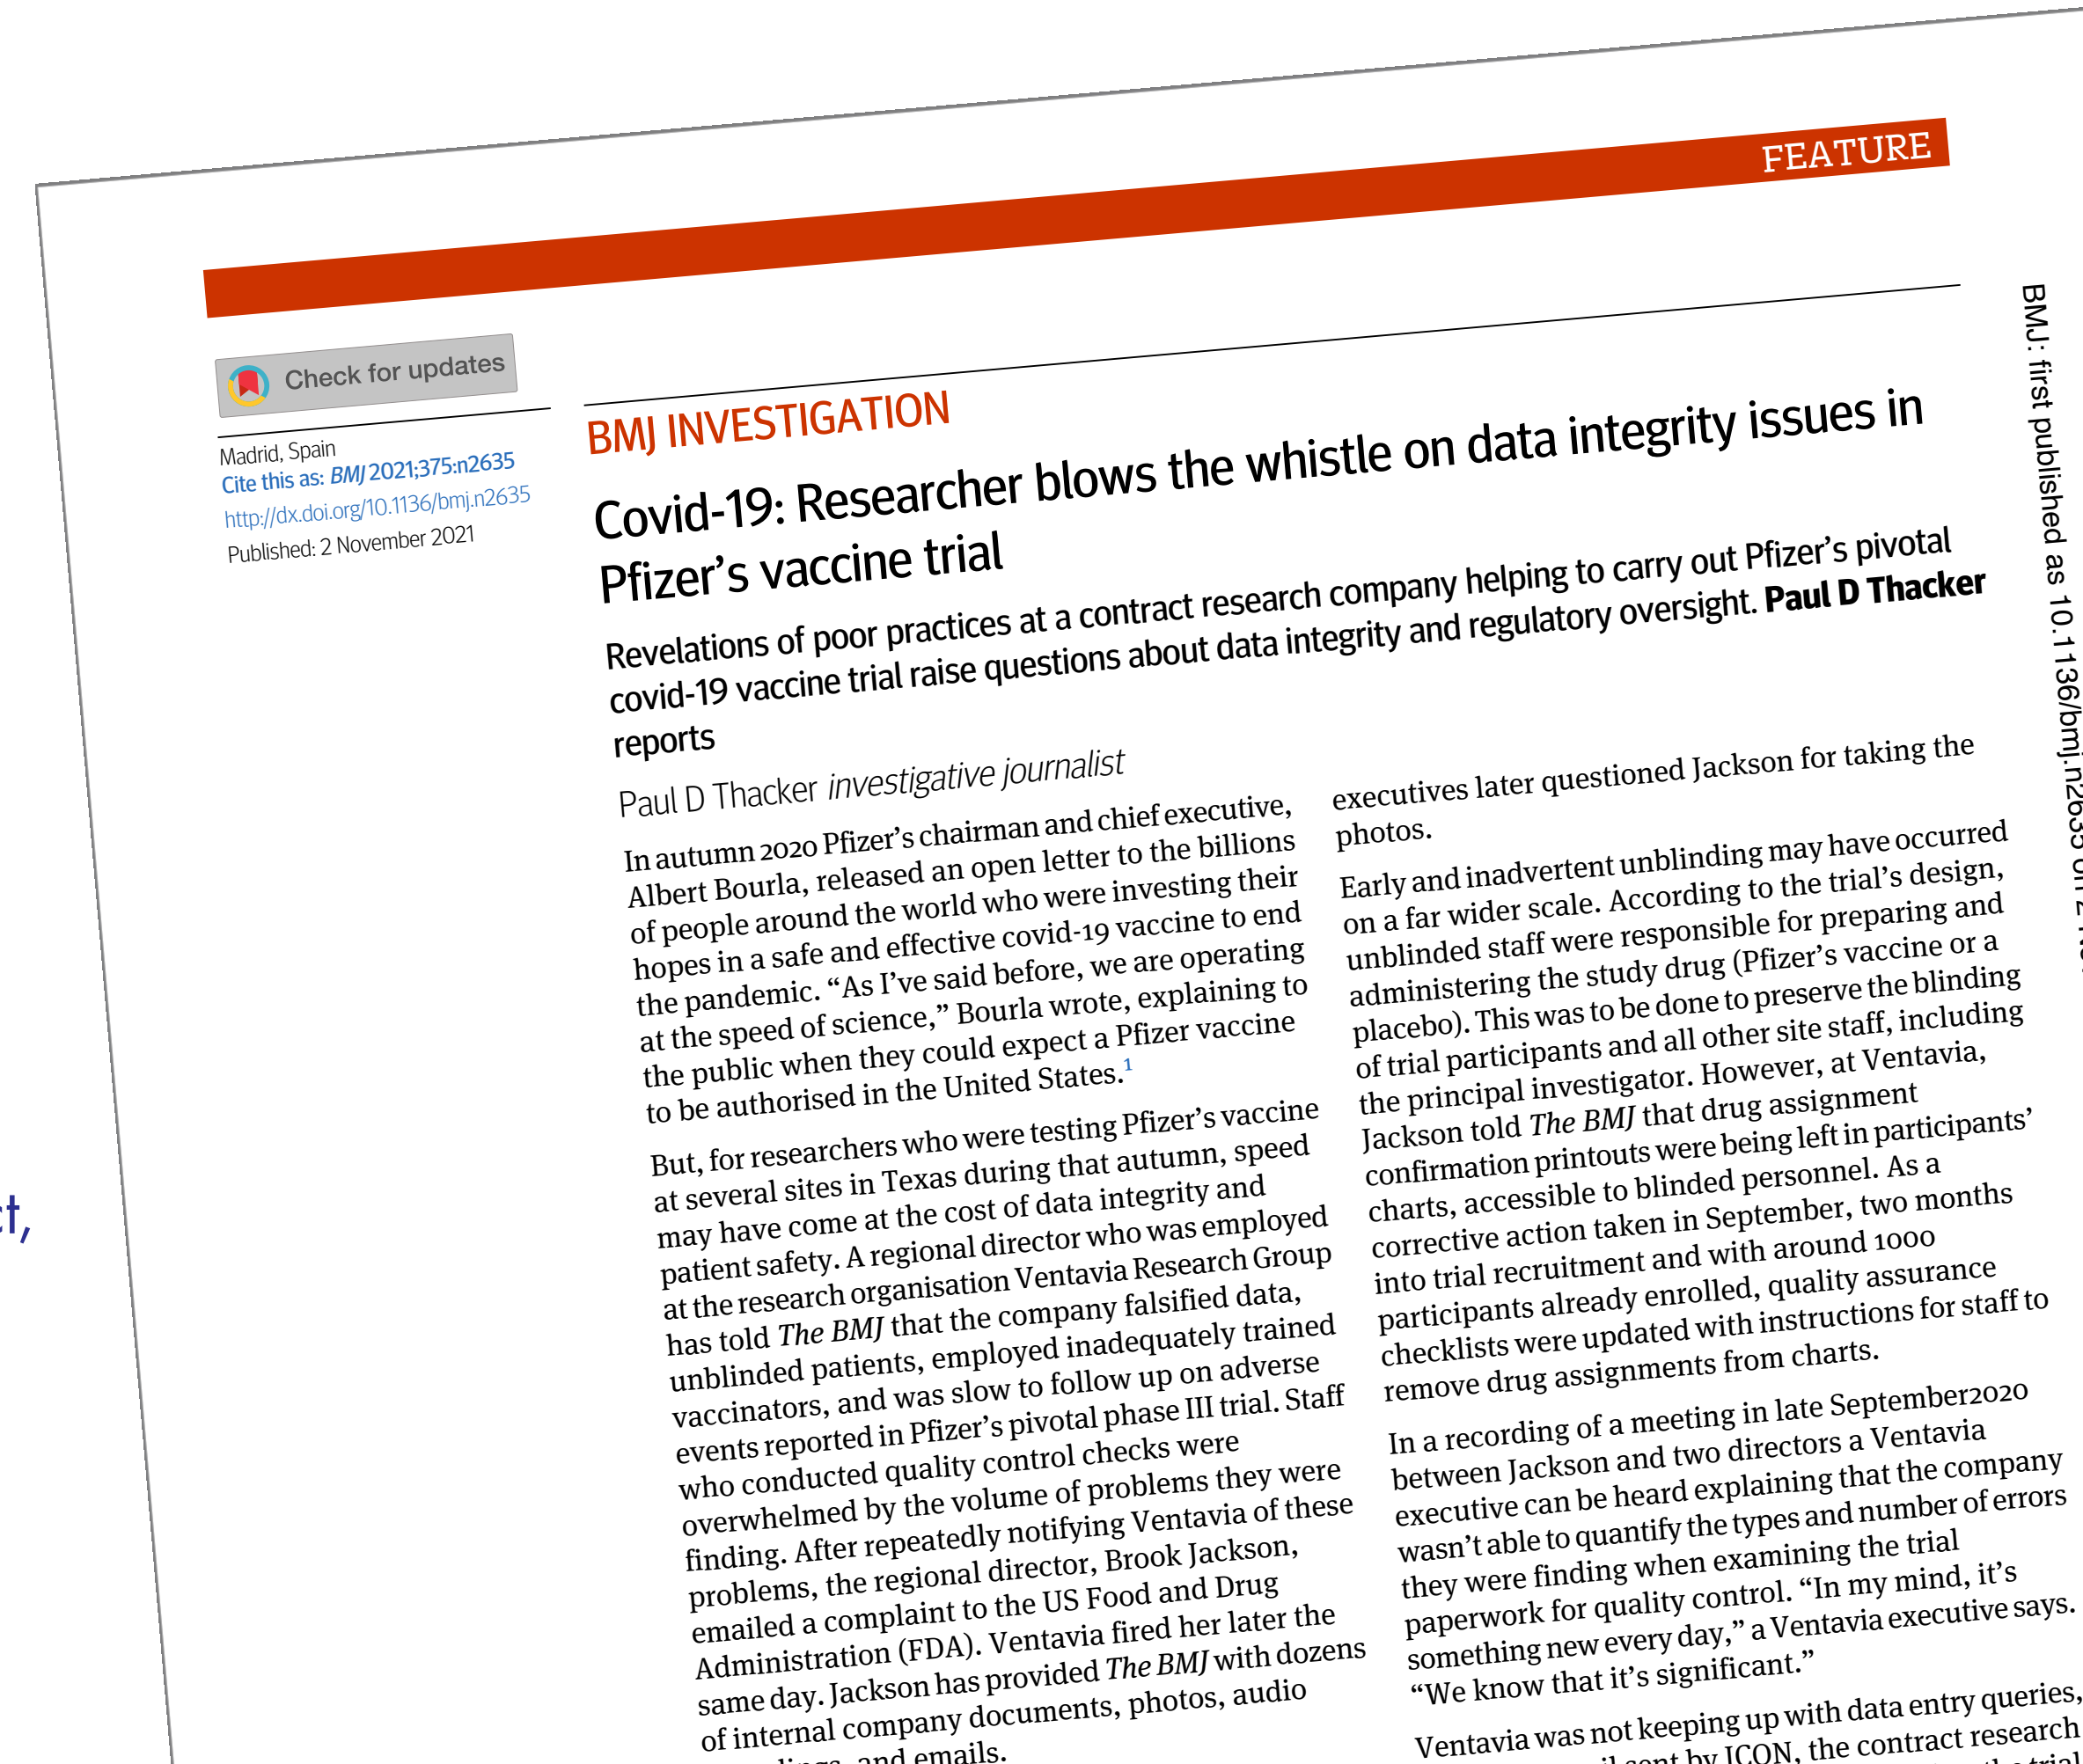 FEATURE
Check for updates
Madrid, Spain
Cite this as: BMJ 2021;375:n2635
http://dx.doi.org/10.1136/bmj.n2635
Published: 2 November 2021
BMJ INVESTIGATION
Covid-19: Researcher blows the whistle on data integrity issues in
Pfizer’s vaccine trial
Revelations of poor practices at a contract research company helping to carry out Pfizer’s pivotal
covid-19 vaccine trial raise questions about data integrity and regulatory oversight. Paul D Thacker
reports
Paul D Thacker investigative journalist
In autumn 2020 Pfizer’s chairman and chief executive,
Albert Bourla, released an open letter to the billions
of people around the world who were investing their
hopes in a safe and effective covid-19 vaccine to end
the pandemic. “As I’ve said before, we are operating
at the speed of science,” Bourla wrote, explaining to
the public when they could expect a Pfizer vaccine
to be authorised in the United States.1
But, for researchers who were testing Pfizer’s vaccine
at several sites in Texas during that autumn, speed
may have come at the cost of data integrity and
patient safety. A regional director who was employed
at the research organisation Ventavia Research Group
has told The BMJ that the company falsified data,
unblinded patients, employed inadequately trained
vaccinators, and was slow to follow up on adverse
events reported in Pfizer’s pivotal phase III trial. Staff
who conducted quality control checks were
overwhelmed by the volume of problems they were
finding. After repeatedly notifying Ventavia of these
problems, the regional director, Brook Jackson,
emailed a complaint to the US Food and Drug
Administration (FDA). Ventavia fired her later the
same day. Jackson has provided The BMJ with dozens
of internal company documents, photos, audio
and emails.
executives later questioned Jackson for taking the
photos.
Early and inadvertent unblinding may have occurred
on a far wider scale. According to the trial’s design,
unblinded staff were responsible for preparing and
administering the study drug (Pfizer’s vaccine or a
placebo). This was to be done to preserve the blinding
of trial participants and all other site staff, including
the principal investigator. However, at Ventavia,
Jackson told The BMJ that drug assignment
confirmation printouts were being left in participants’
charts, accessible to blinded personnel. As a
corrective action taken in September, two months
into trial recruitment and with around 1000
participants already enrolled, quality assurance
checklists were updated with instructions for staff to
remove drug assignments from charts.
In a recording of a meeting in late September2020
between Jackson and two directors a Ventavia
executive can be heard explaining that the company
wasn’t able to quantify the types and number of errors
they were finding when examining the trial
paperwork for quality control. “In my mind, it’s
something new every day,” a Ventavia executive says.
“We know that it’s significant.”
Ventavia was not keeping up with data entry queries,
sent by ICON, the contract research
the trial
BMJ: first published as 10.1136/bmj.n2635 on 2
ct,